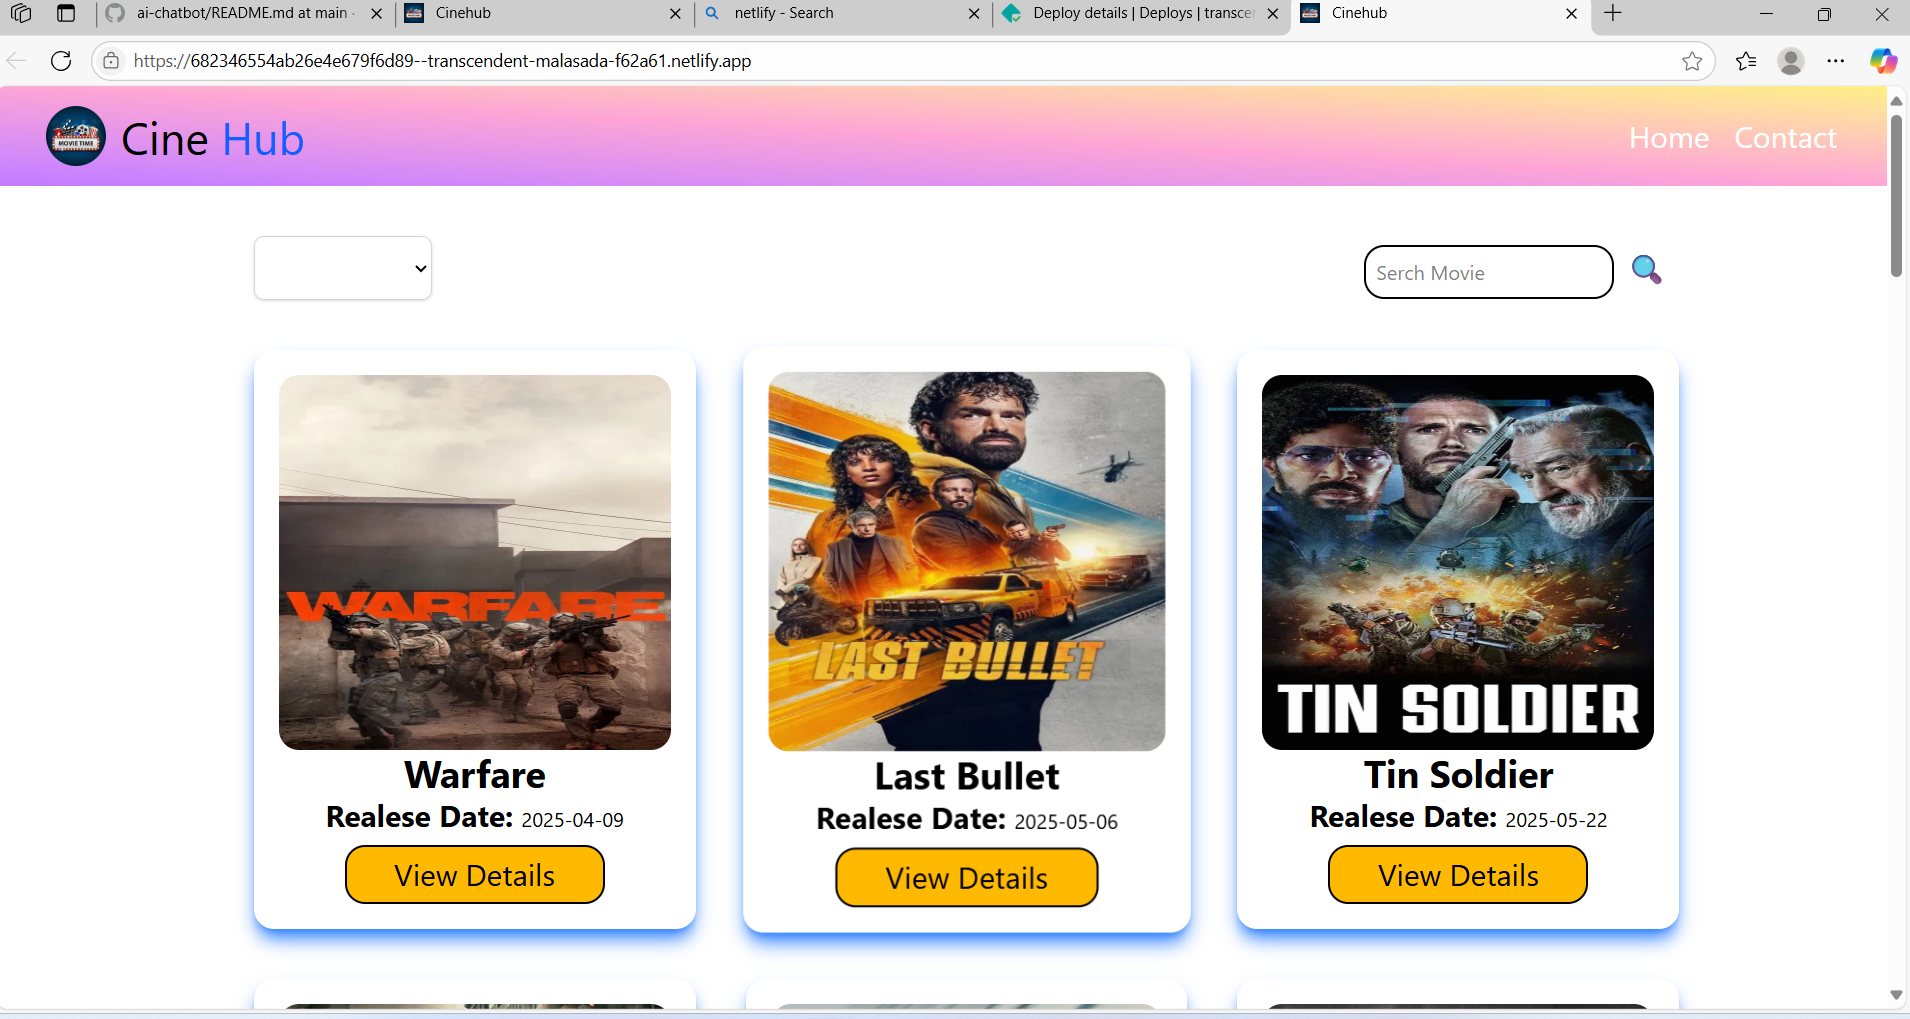 ai-chatbot/README.md at main ·
Cinehub
netlify - Search
Deploy details | Deploys | transcen
Cinehub
https://682346554ab26e4e679f6d89--transcendent-malasada-f62a61.netlify.app
MOVIE TIME
Cine Hub
Home
Contact
Serch Movie
WARFARE
LAST BULLET
TIN SOLDIER
Warfare
Last Bullet
Tin Soldier
Realese Date: 2025-04-09
Realese Date: 2025-05-06
Realese Date: 2025-05-22
View Details
View Details
View Details